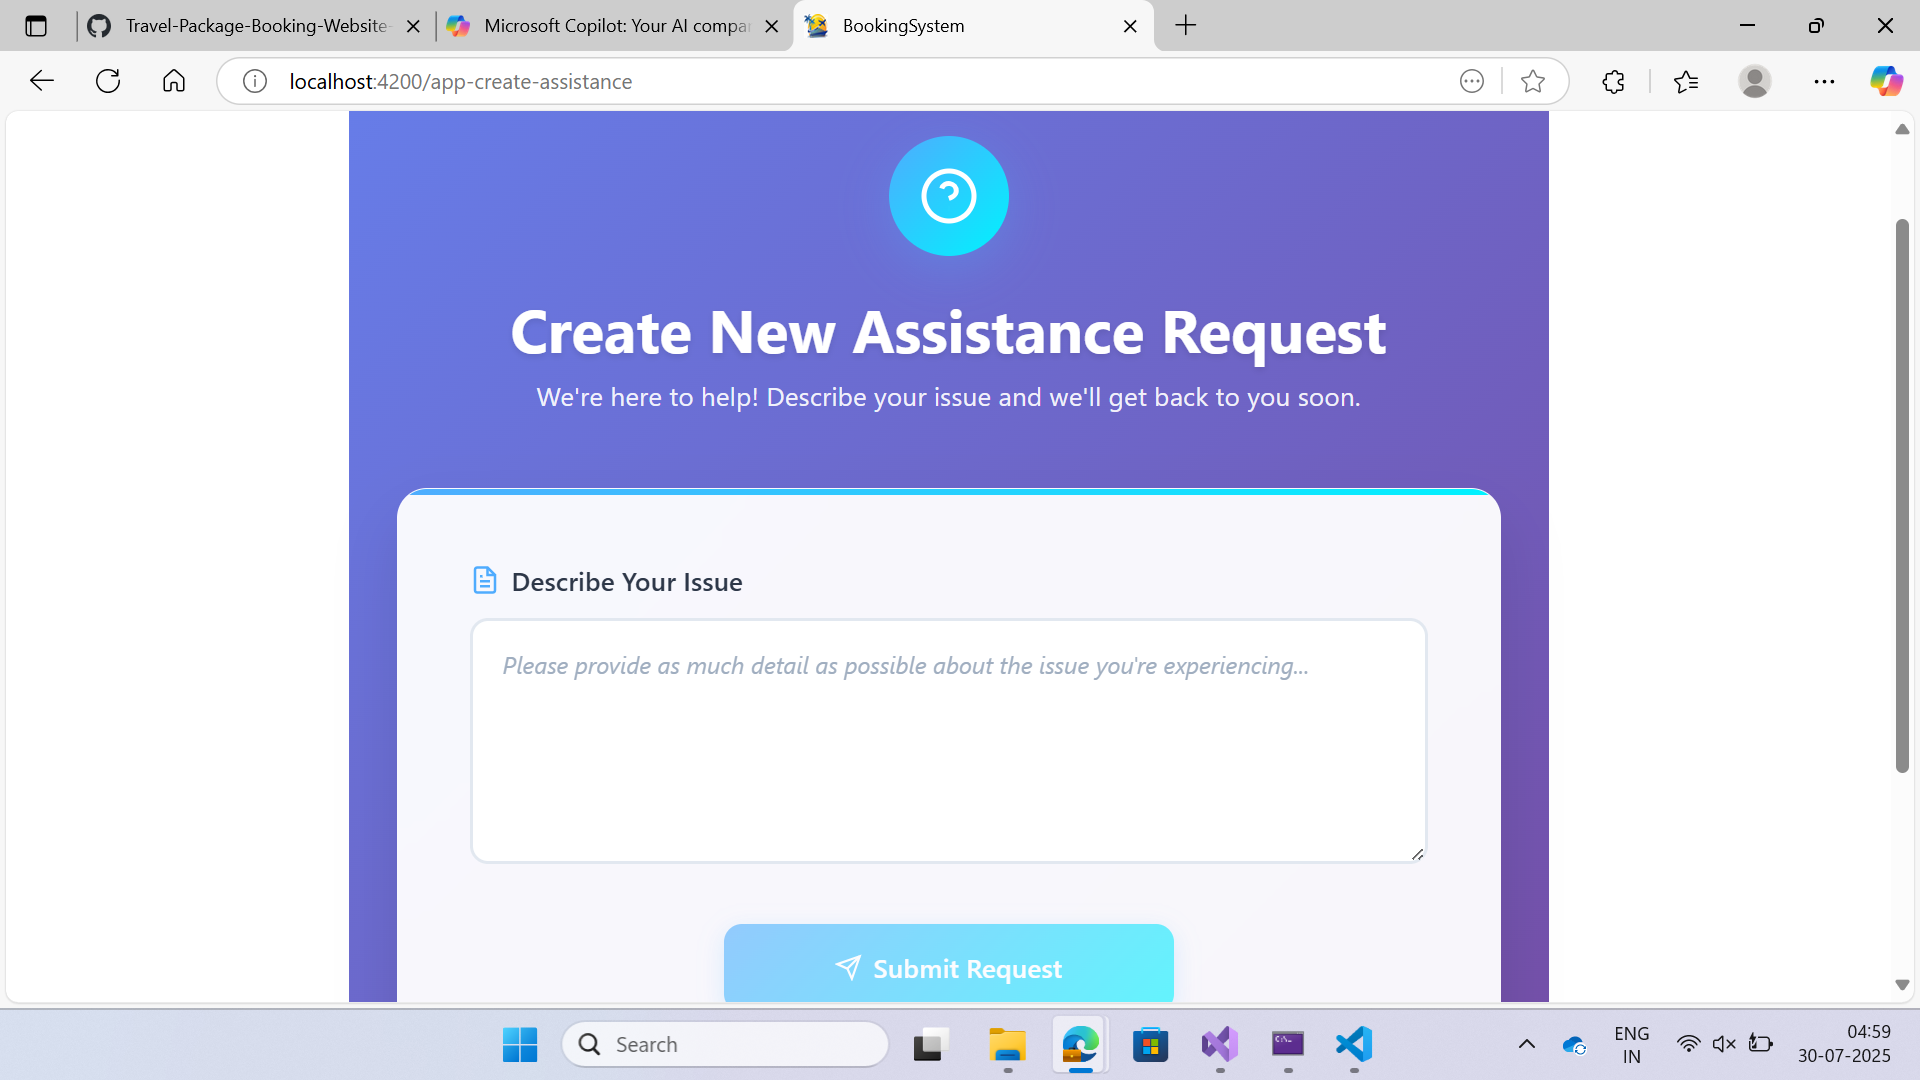 Travel-Package-Booking-Website-
Microsoft Copilot: Your AI compa
BookingSystem
localhost:4200/app-create-assistance
Create New Assistance Request
We're here to help! Describe your issue and we'll get back to you soon.
Describe Your Issue
Please provide as much detail as possible about the issue you're experiencing...
Submit Request
Search
ENG
IN
04:59
30-07-2025